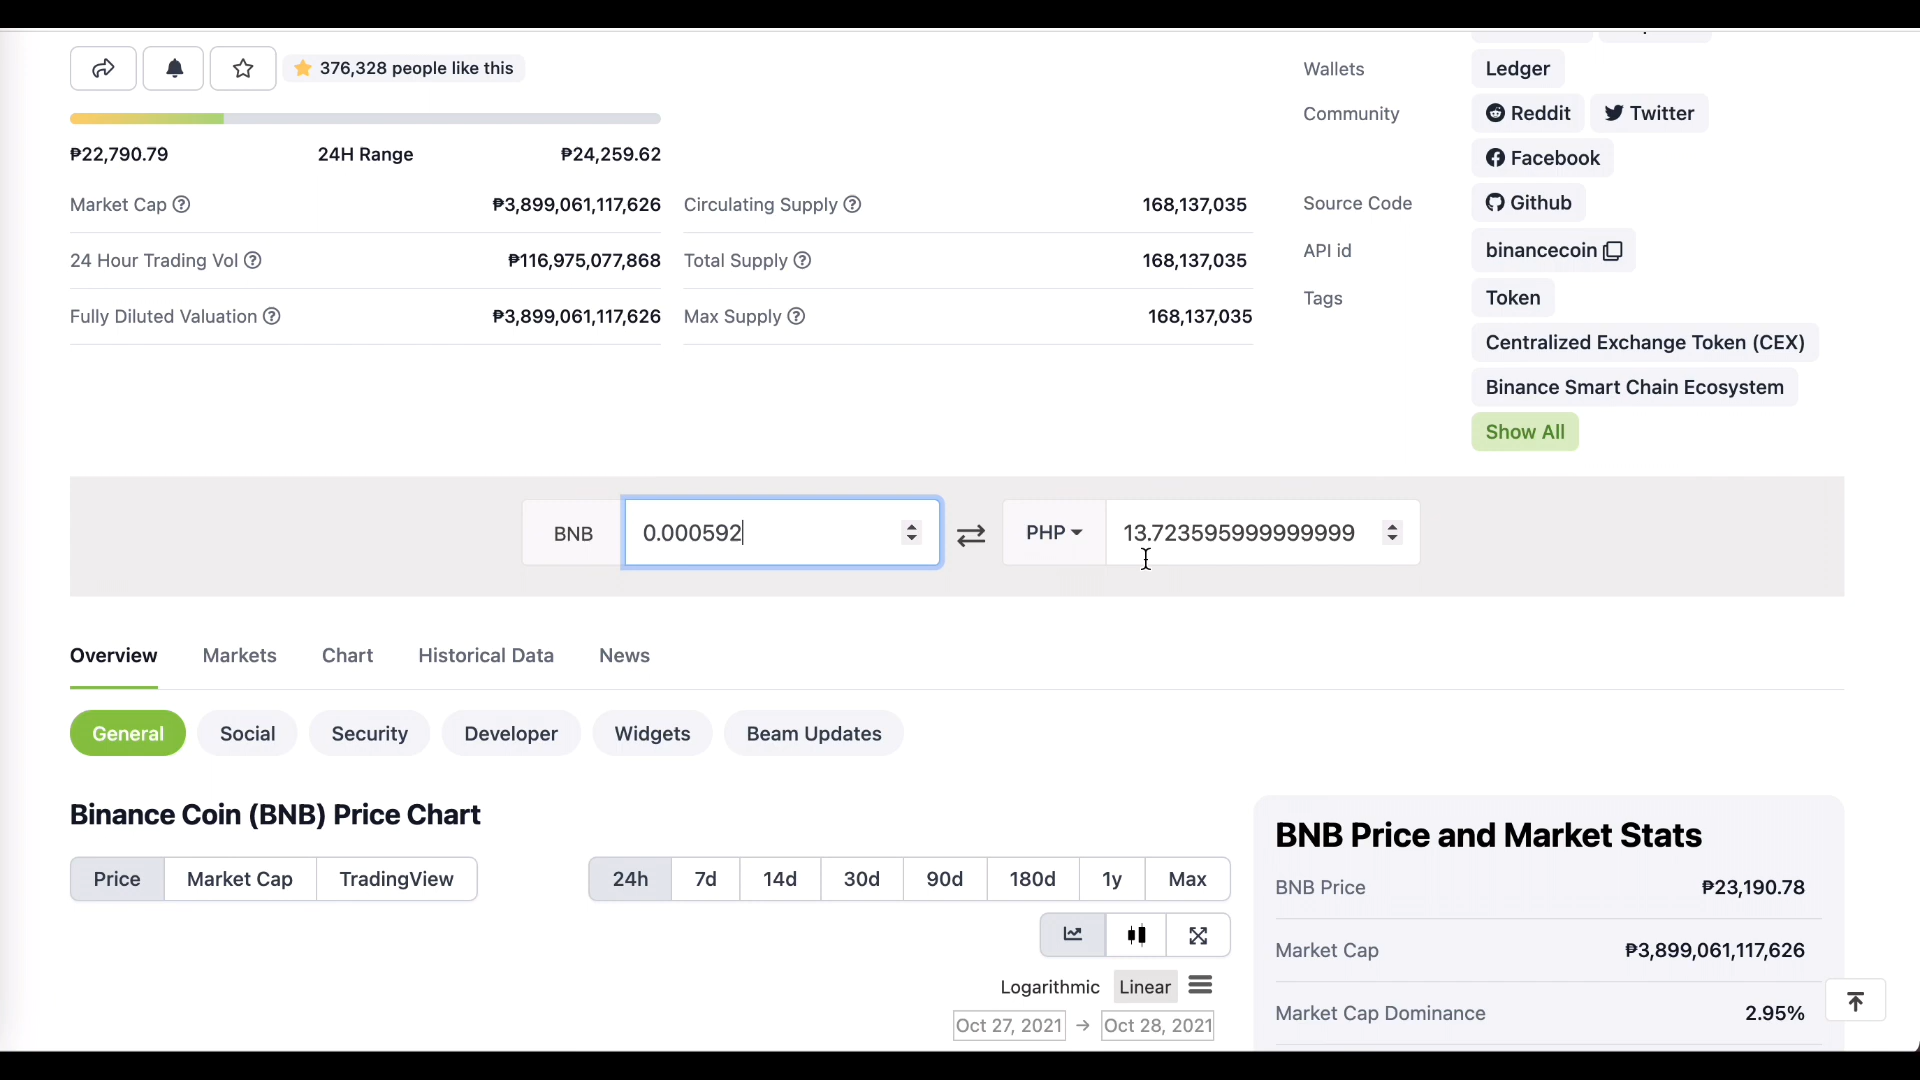 376,328 people like this
₱22,790.79 24H Range ₱24,259.62
Market Cap ₱3,899,061,117,626
24 Hour Trading Vol ₱116,975,077,868
Fully Diluted Valuation ₱3,899,061,117,626
Circulating Supply 168,137,035
Total Supply 168,137,035
Max Supply 168,137,035
Wallets Ledger
Community Reddit Twitter
Facebook
Source Code Github
API id binancecoin
Tags Token
Centralized Exchange Token (CEX)
Binance Smart Chain Ecosystem
Show All
BNB 0.000592 PHP 13.723595999999999
Overview Markets Chart Historical Data News
General Social Security Developer Widgets Beam Updates
Binance Coin (BNB) Price Chart
Price Market Cap TradingView 24h 7d 14d 30d 90d 180d 1y Max
Logarithmic Linear
Oct 27, 2021 → Oct 28, 2021
BNB Price and Market Stats
BNB Price ₱23,190.78
Market Cap ₱3,899,061,117,626
Market Cap Dominance 2.95%